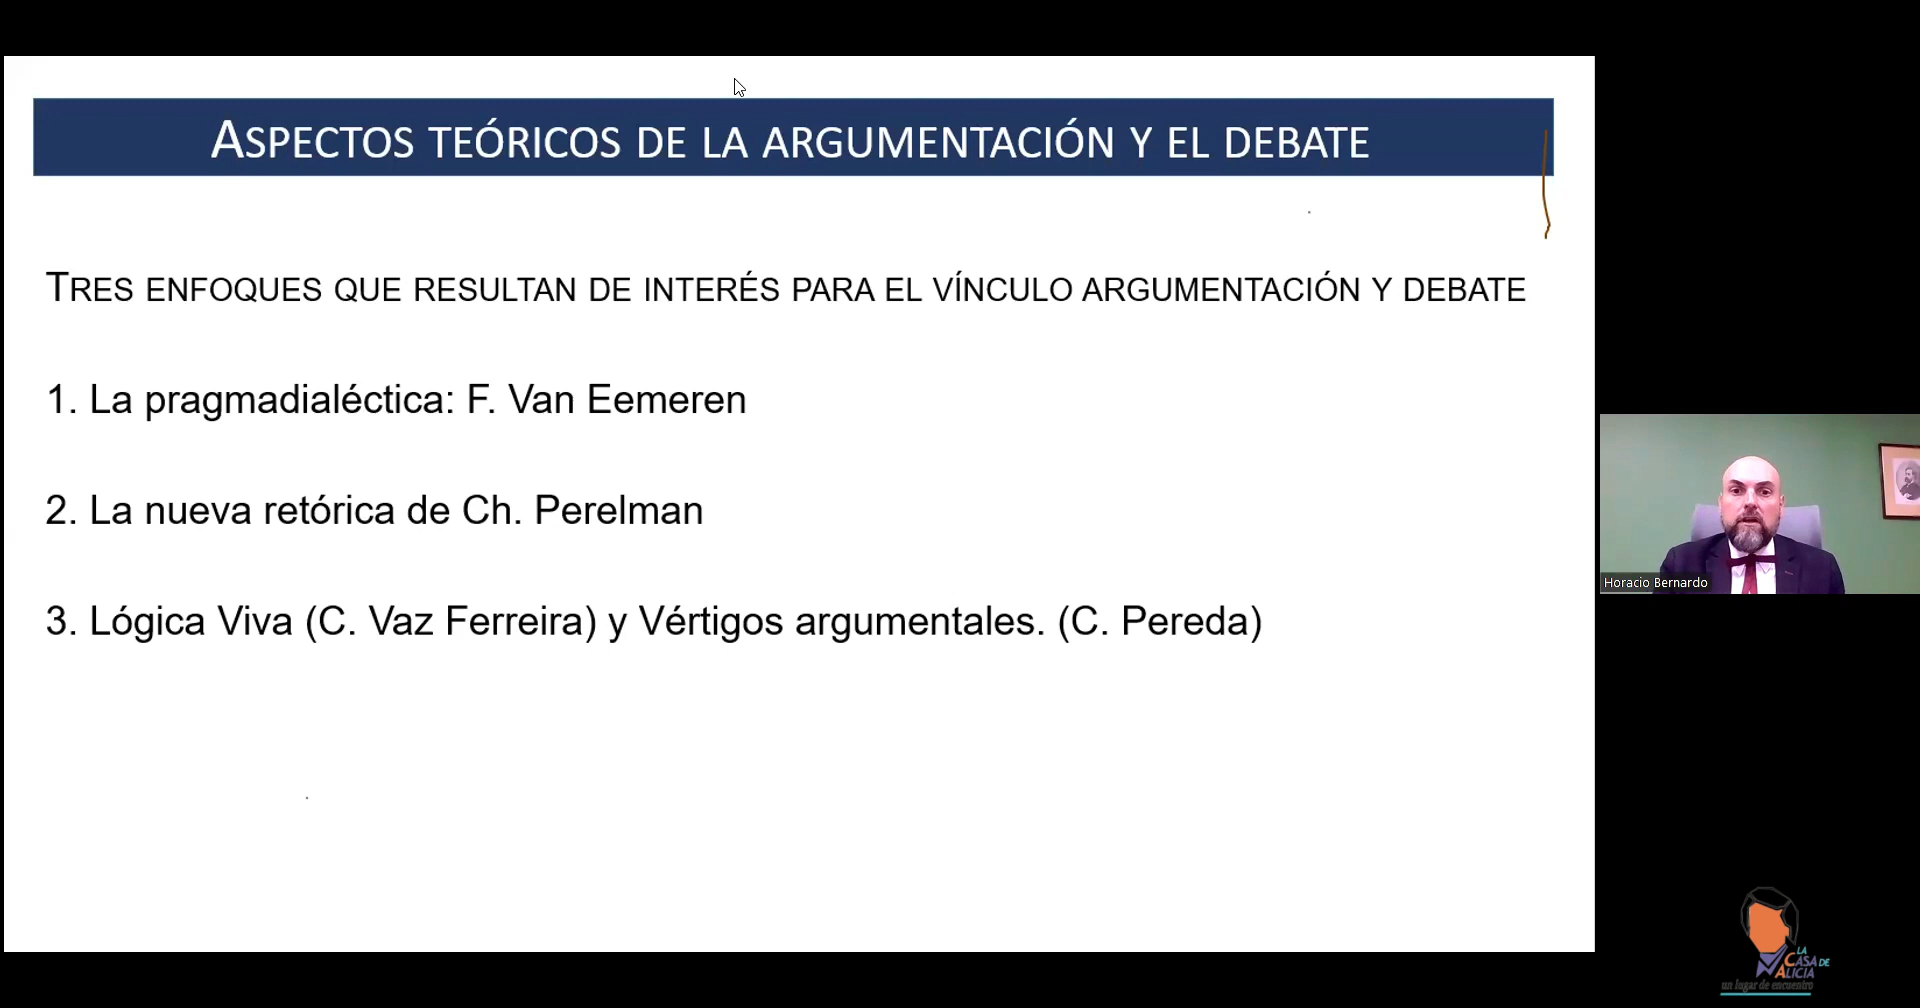 ASPECTOS TEÓRICOS DE LA ARGUMENTACIÓN Y EL DEBATE
TRES ENFOQUES QUE RESULTAN DE INTERÉS PARA EL VÍNCULO ARGUMENTACIÓN Y DEBATE
1. La pragmadialéctica: F. Van Eemeren
2. La nueva retórica de Ch. Perelman
3. Lógica Viva (C. Vaz Ferreira) y Vértigos argumentales. (C. Pereda)
Horacio Bernardo
LA
CASA DE
ALICIA
un lugar de encuentro